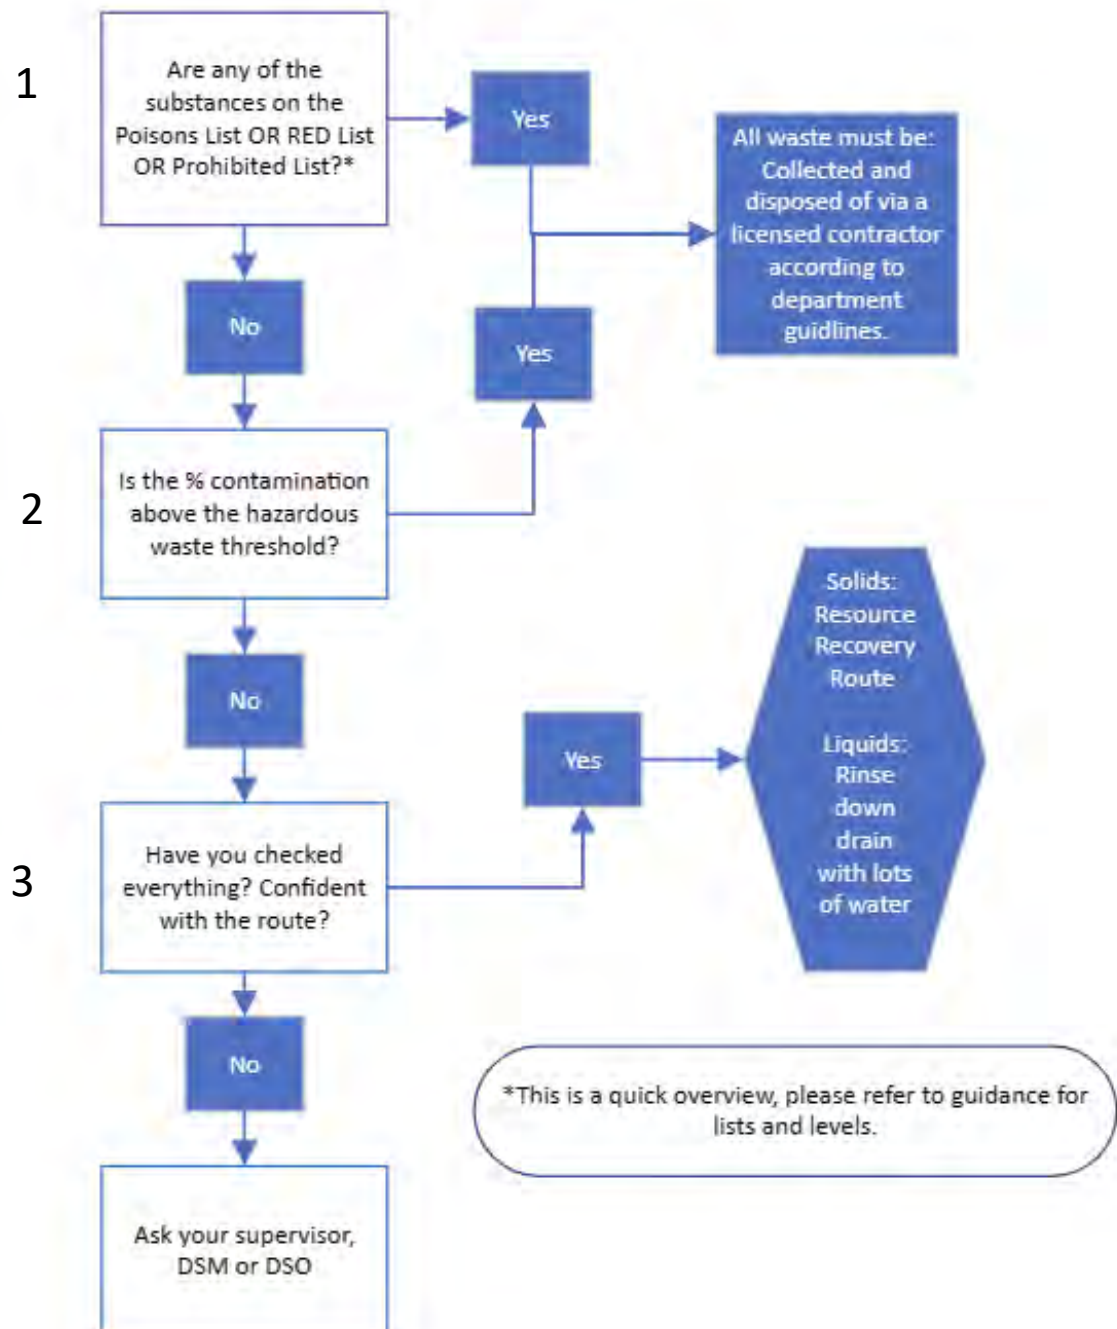 1
Are any of the
substances on the
Poisons List OR RED List
OR Prohibited List?*
Yes
All waste must be:
Collected and
disposed of via a
licensed contractor
according to
department
guidlines.
No
Yes
2
Is the % contamination
above the hazardous
waste threshold?
No
Yes
Solids:
Resource
Recovery
Route
Liquids:
Rinse
down
drain
with lots
of water
3
Have you checked
everything? Confident
with the route?
No
*This is a quick overview, please refer to guidance for
lists and levels.
Ask your supervisor,
DSM or DSO